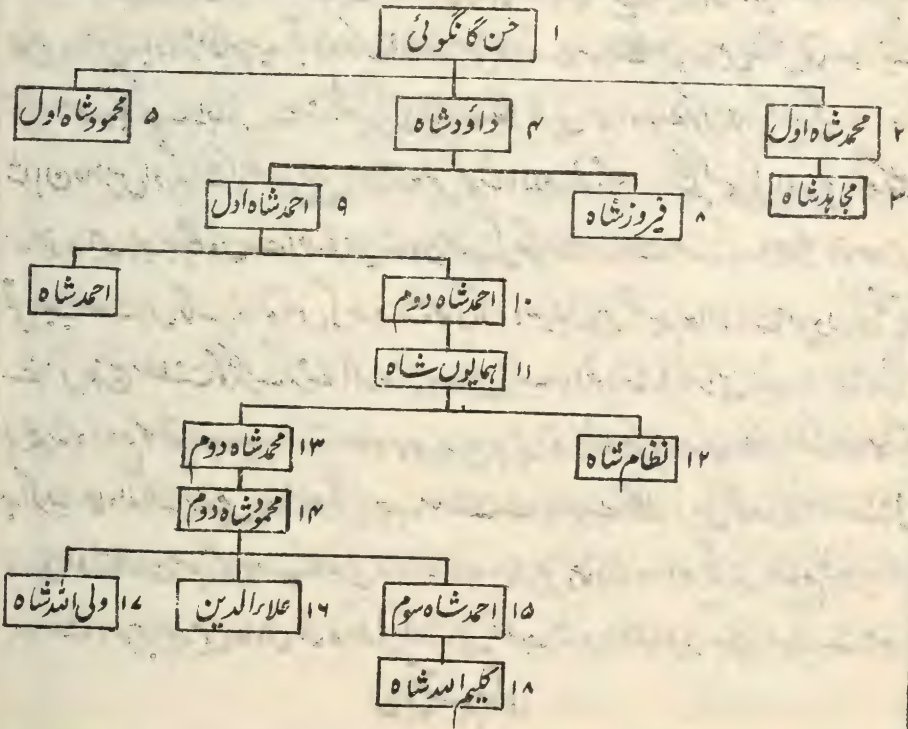 ۱ حسن گانگوئی
۲ محمد شاہ اول ۴ داؤد شاہ ۵ محمود شاہ اول
۳ مجاہد شاہ
۸ فیروز شاہ ۹ احمد شاہ اول
۱۰ احمد شاہ دوم احمد شاہ
۱۱ ہمایوں شاہ
۱۲ نظام شاہ ۱۳ محمد شاہ دوم
۱۴ محمود شاہ دوم
۱۵ احمد شاہ سوم ۱۶ علاء الدین ۱۷ ولی اللہ شاہ
۱۸ کلیم اللہ شاہ